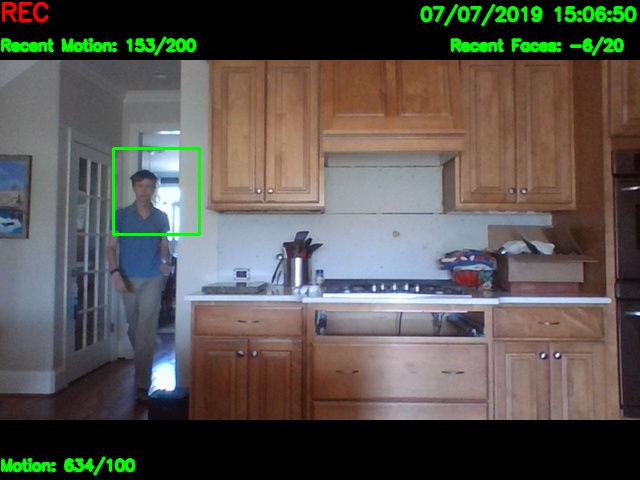 REC
07/07/2019 15:06:50
Recent Motion: 153/200
Recent Faces: -6/20
Motion: 634/100